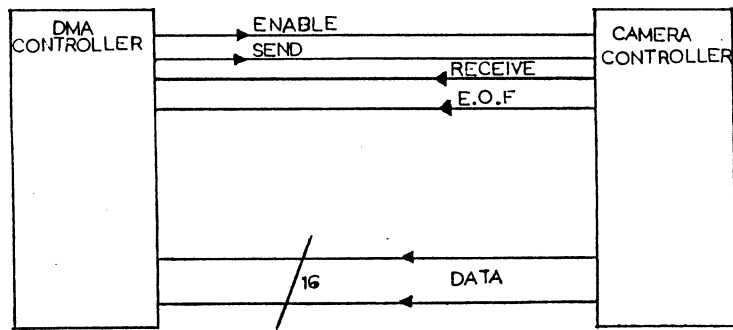 DMA
CONTROLLER
ENABLE
SEND
RECEIVE
E.O.F
CAMERA
CONTROLLER
16
DATA